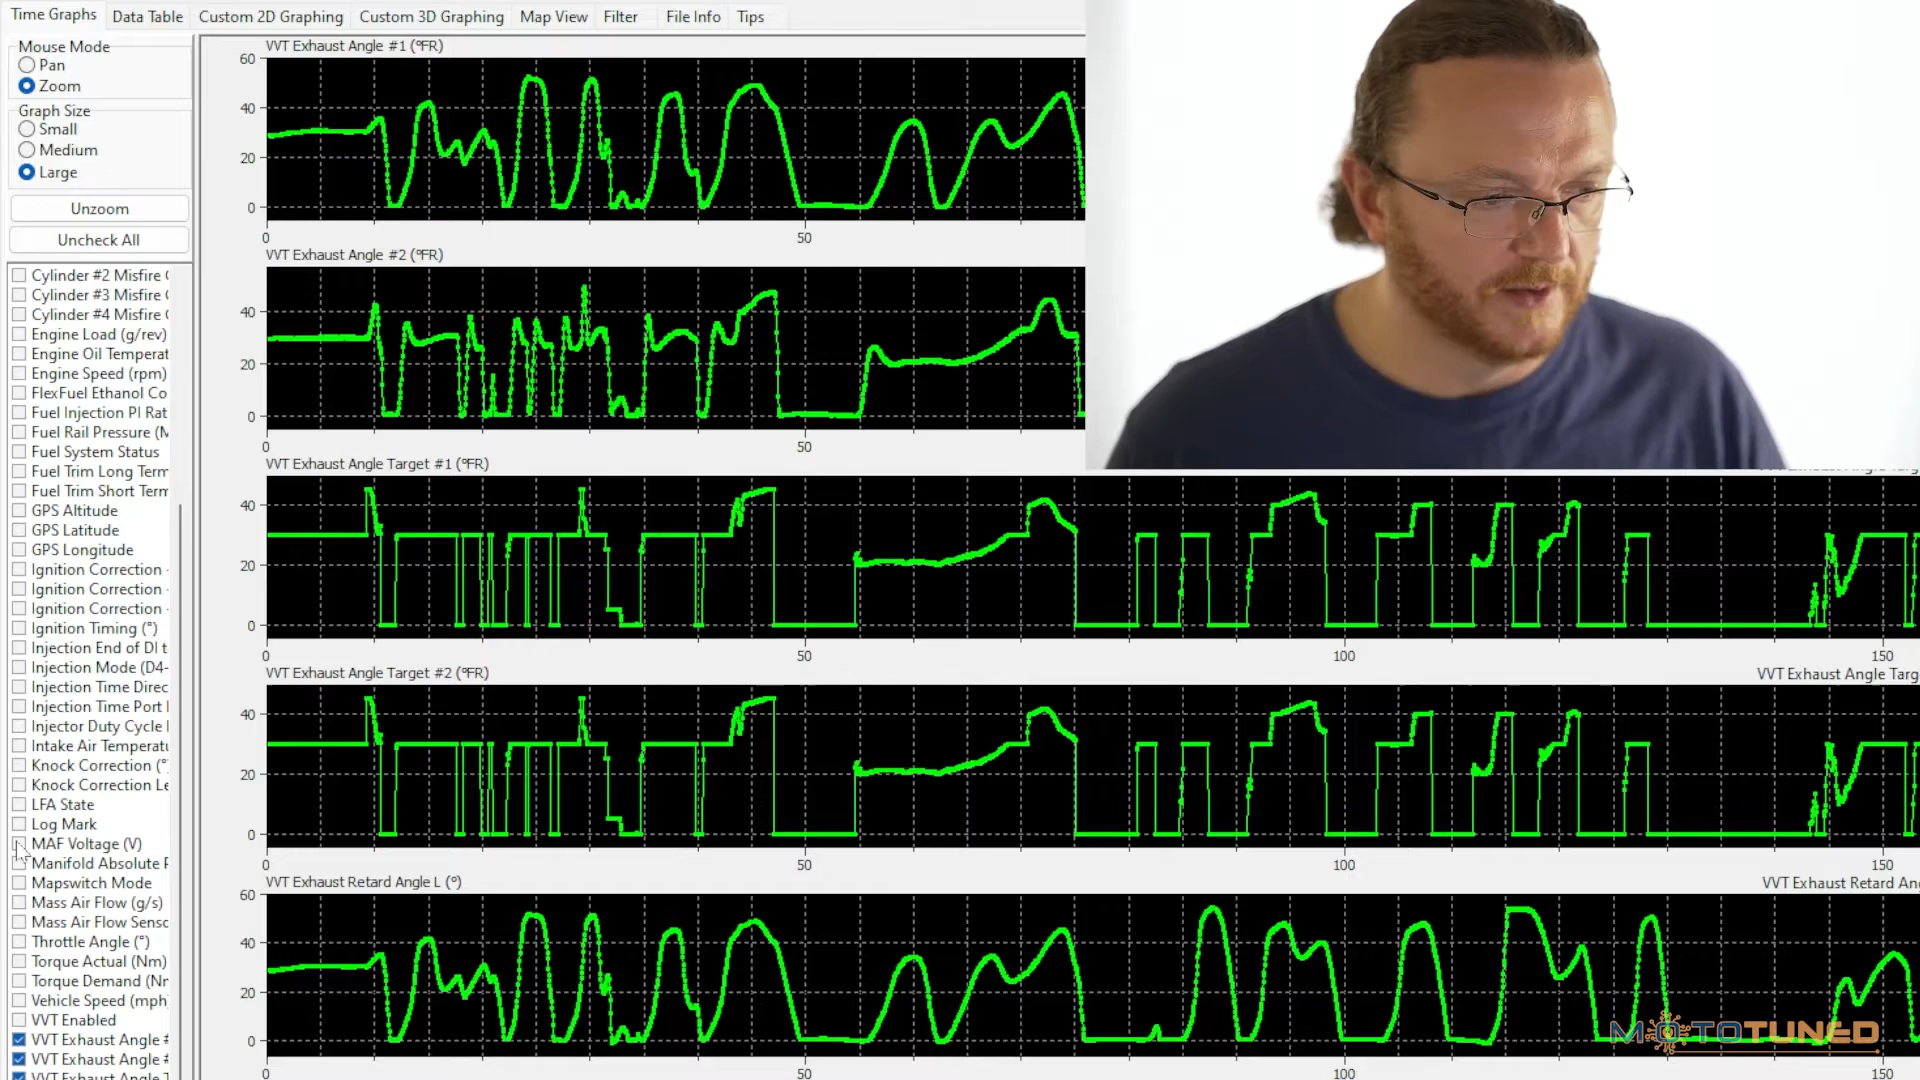 Time Graphs Data Table Custom 2D Graphing Custom 3D Graphing Map View Filter File Info Tips
Mouse Mode
Pan
Zoom
Graph Size
Small
Medium
Large
Unzoom
Uncheck All
Cylinder #2 Misfire
Cylinder #3 Misfire
Cylinder #4 Misfire
Engine Load (g/rev)
Engine Oil Temperat
Engine Speed (rpm)
FlexFuel Ethanol Co
Fuel Injection PI Rat
Fuel Rail Pressure (M
Fuel System Status
Fuel Trim Long Term
Fuel Trim Short Term
GPS Altitude
GPS Latitude
GPS Longitude
Ignition Correction
Ignition Correction
Ignition Correction
Ignition Timing (°)
Injection End of DI t
Injection Mode (D4-
Injection Time Direc
Injection Time Port
Injector Duty Cycle
Intake Air Temperatu
Knock Correction (°
Knock Correction Le
LFA State
Log Mark
MAF Voltage (V)
Manifold Absolute P
Mapswitch Mode
Mass Air Flow (g/s)
Mass Air Flow Sensc
Throttle Angle (°)
Torque Actual (Nm)
Torque Demand (Nr
Vehicle Speed (mph
VVT Enabled
VVT Exhaust Angle #
VVT Exhaust Angle #
VVT Exhaust Angle T
VVT Exhaust Angle #1 (°FR)
60
40
20
0
0 50
VVT Exhaust Angle #2 (°FR)
40
20
0
0 50
VVT Exhaust Angle Target #1 (°FR)
40
20
0
0 50 100 150
VVT Exhaust Angle Target #2 (°FR) VVT Exhaust Angle Targ
40
20
0
0 50 100 150
VVT Exhaust Retard Angle L (°) VVT Exhaust Retard Ang
60
40
20
0
0 50 100 150
MOTOTUNED